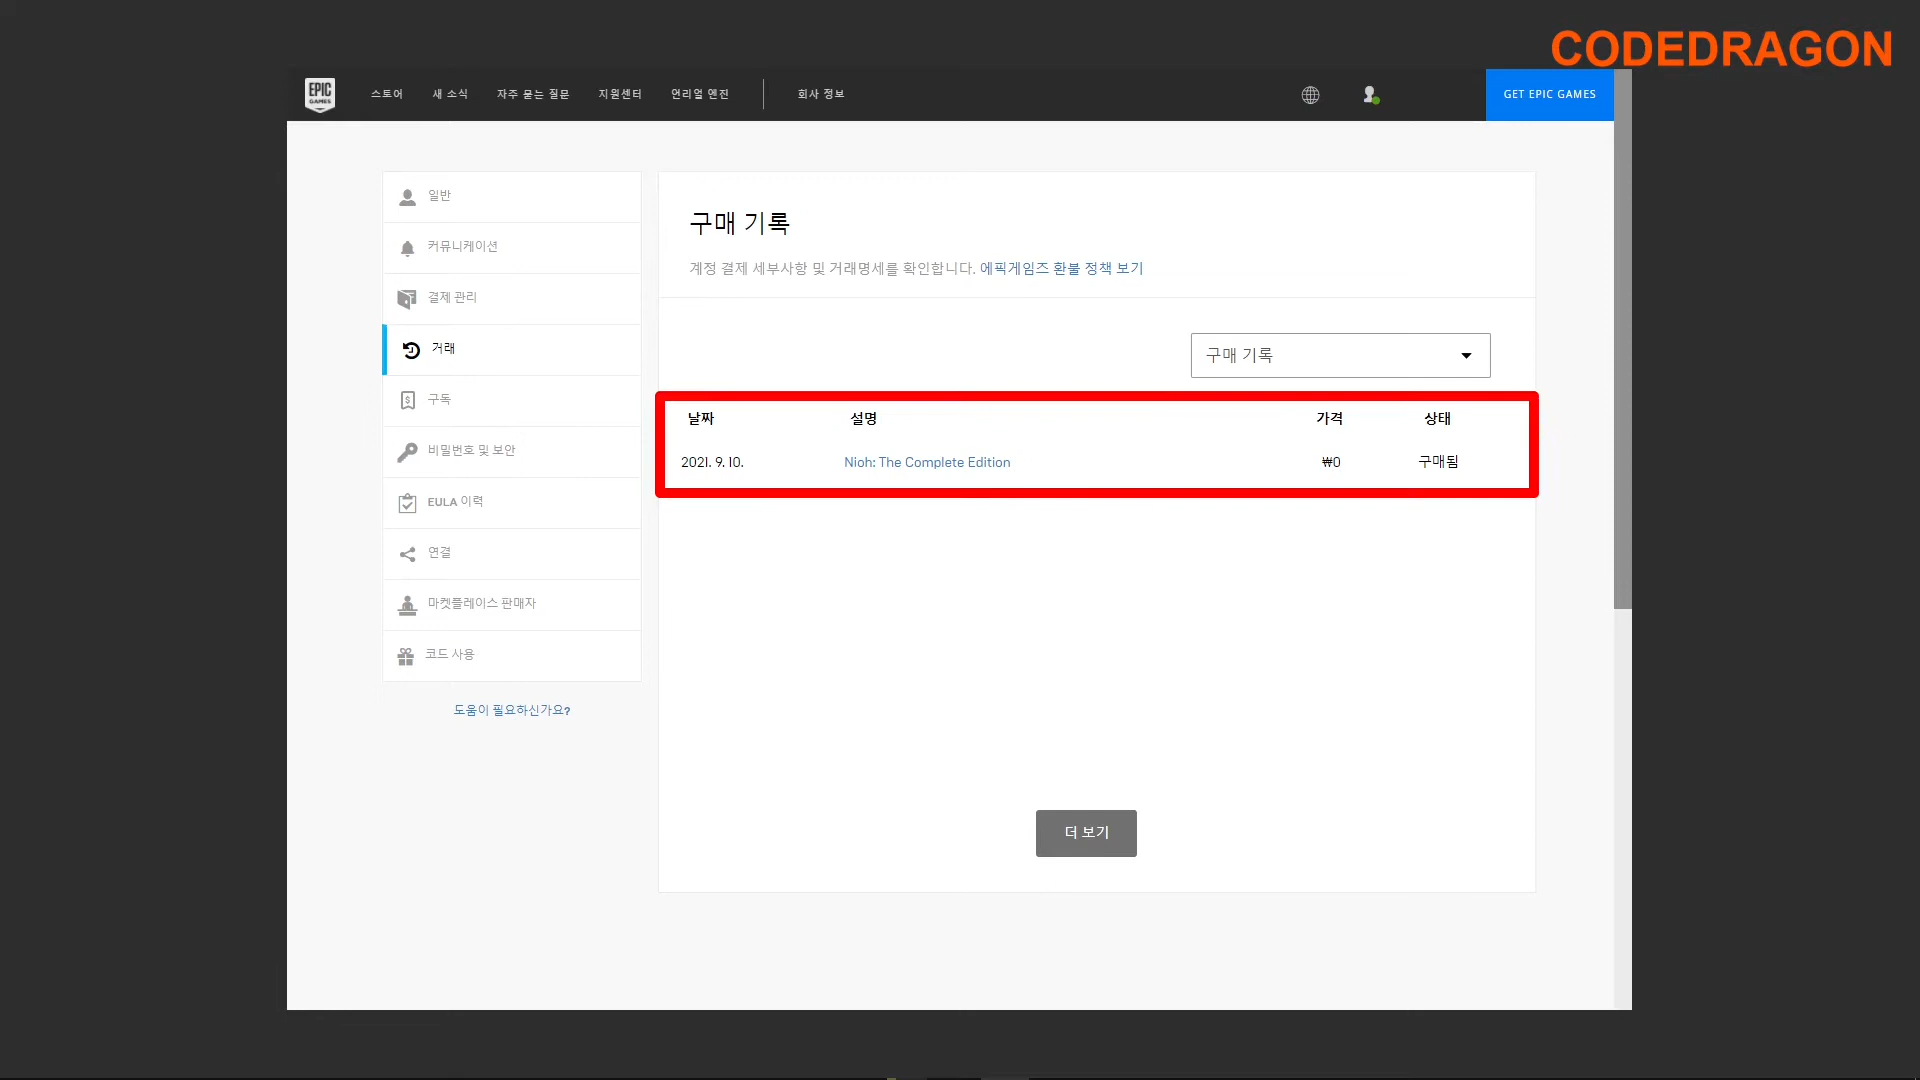 CODEDRAGON
EPIC GAMES
스토어 새 소식 자주 묻는 질문 지원센터 언리얼 엔진 회사 정보 GET EPIC GAMES
일반
커뮤니케이션
결제 관리
거래
구독
비밀번호 및 보안
EULA 이력
연결
마켓플레이스 판매자
코드 사용
도움이 필요하신가요?
구매 기록
계정 결제 세부사항 및 거래명세를 확인합니다. 에픽게임즈 환불 정책 보기
구매 기록
날짜 설명 가격 상태
2021. 9. 10. Nioh: The Complete Edition ₩0 구매됨
더 보기